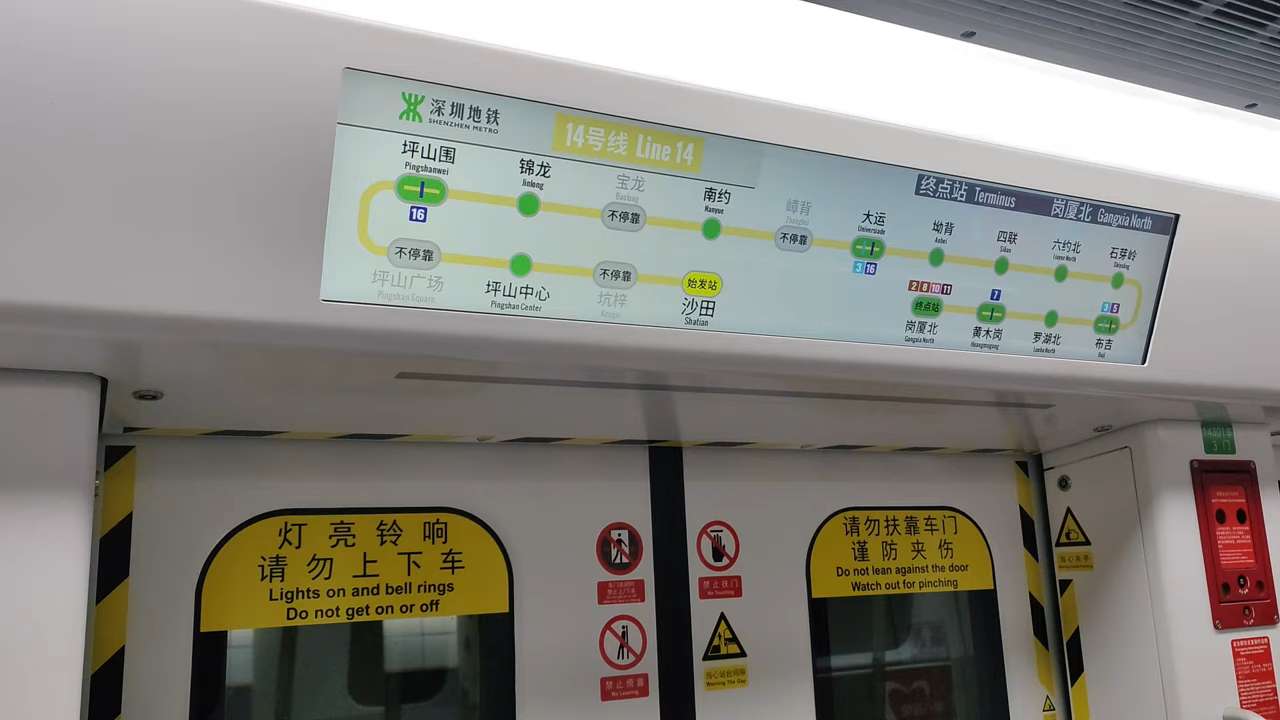 深圳地铁
SHENZHEN METRO
14号线 Line 14
终点站 Terminus 岗厦北 Gangxia North
坪山围
Pingshanwei
16
锦龙
Jinlong
宝龙
Baolong
不停靠
南约
Nanyue
嶂背
Zhangbei
不停靠
大运
Universiade
3 16
坳背
Aobei
四联
Silian
六约北
Liuyue North
石芽岭
Shiyaling
不停靠
坪山广场
Pingshan Square
坪山中心
Pingshan Center
不停靠
坑梓
Kengzi
始发站
沙田
Shatian
2 8 10 11
终点站
岗厦北
Gangxia North
7
黄木岗
Huangmugang
罗湖北
Luohu North
3 5
布吉
Buji
灯亮铃响
请勿上下车
Lights on and bell rings
Do not get on or off
禁止倚靠
No Leaning
禁止扶门
No Touching
当心站台间隙
Warning The Gap
请勿扶靠车门
谨防夹伤
Do not lean against the door
Watch out for pinching
当心夹手
3 门